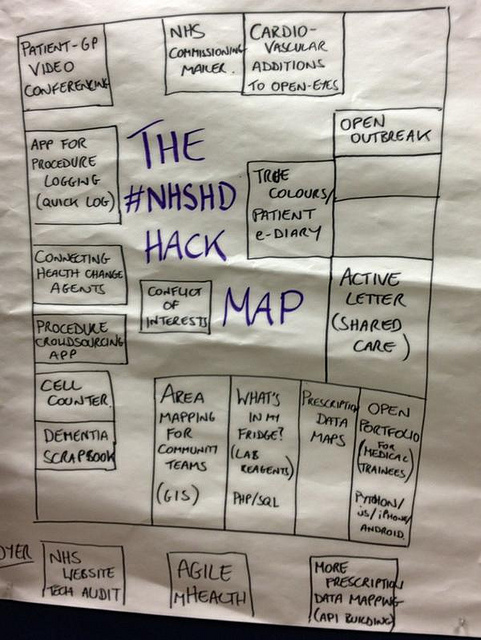 PATIENT-GP
VIDEO
CONFERENCING
NHS
COMMISSIONING
MAILER.
CARDIO-
VASCULAR
ADDITIONS
TO OPEN-EYES
OPEN
OUTBREAK
APP FOR
PROCEDURE
LOGGING
(QUICK LOG)
THE
#NHSHD
HACK
MAP
TRUE
COLOURS/
PATIENT
e-DIARY
CONNECTING
HEALTH CHANGE
AGENTS
CONFLICT
OF
INTERESTS
ACTIVE
LETTER
(SHARED
CARE)
PROCEDURE
CROWDSOURCING
APP
CELL
COUNTER
DEMENTIA
SCRAPBOOK
AREA
MAPPING
FOR
COMMUNITY
TEAMS
(GIS)
WHAT'S
IN MY
FRIDGE?
(LAB
REAGENTS)
PHP/SQL
PRESCRIPTION
DATA
MAPS
OPEN
PORTFOLIO
(FOR
MEDICAL
TRAINEES)
PYTHON/
JS/iPHONE/
ANDROID
OYER
NHS
WEBSITE
TECH AUDIT
AGILE
mHEALTH
MORE
PRESCRIPTION
DATA MAPPING
(API BUILDING)